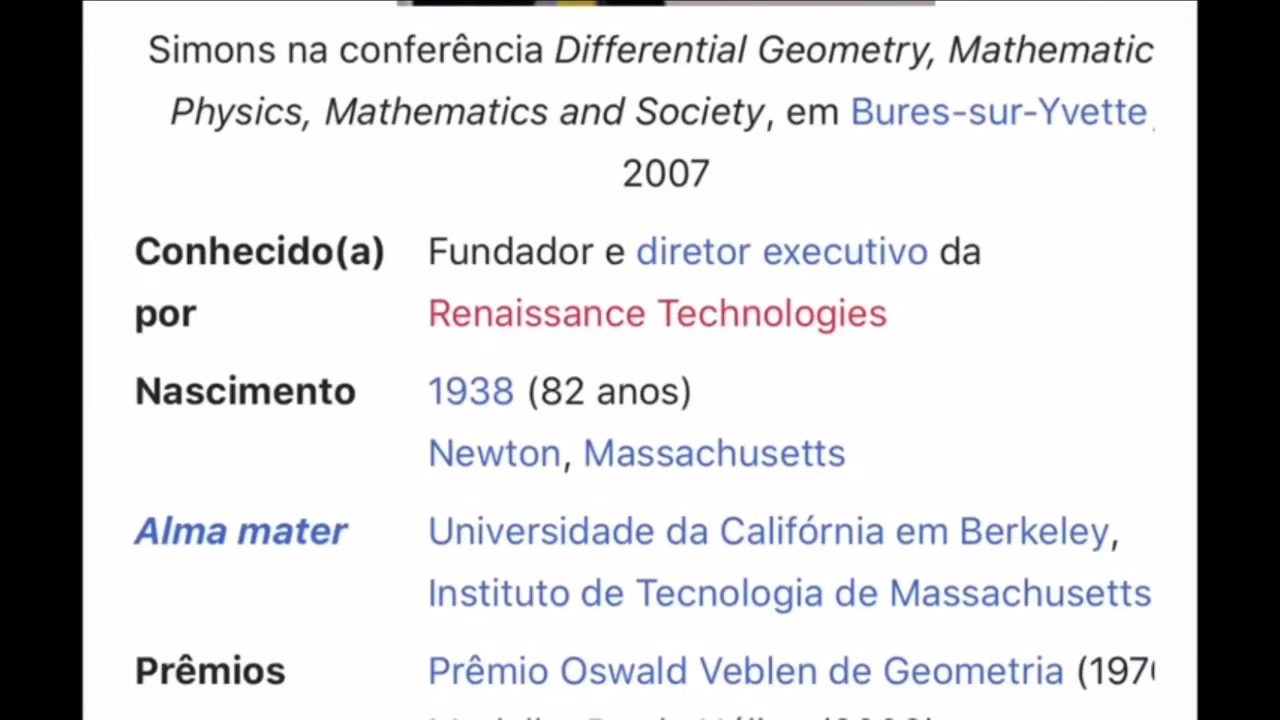 Simons na conferência Differential Geometry, Mathematic
Physics, Mathematics and Society, em Bures-sur-Yvette,
2007
Conhecido(a) Fundador e diretor executivo da
por Renaissance Technologies
Nascimento 1938 (82 anos)
Newton, Massachusetts
Alma mater Universidade da Califórnia em Berkeley,
Instituto de Tecnologia de Massachusetts
Prêmios Prêmio Oswald Veblen de Geometria